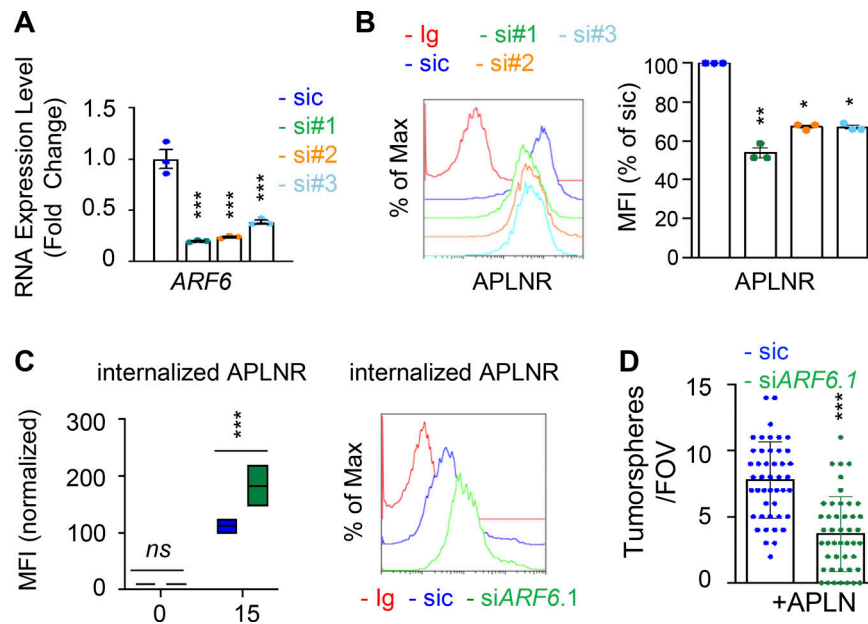 A
RNA Expression Level
(Fold Change)
1.5
1.0
0.5
0
***
***
***
- sic
- si#1
- si#2
- si#3
ARF6
B
- Ig - si#1 - si#3
- sic - si#2
% of Max
APLNR
MFI (% of sic)
100
80
60
40
20
0
**
*
*
APLNR
C
internalized APLNR
MFI (normalized)
300
200
100
0
ns
***
0 15
internalized APLNR
% of Max
- Ig - sic - siARF6.1
D
- sic
- siARF6.1
Tumorspheres
/FOV
15
10
5
0
***
+APLN